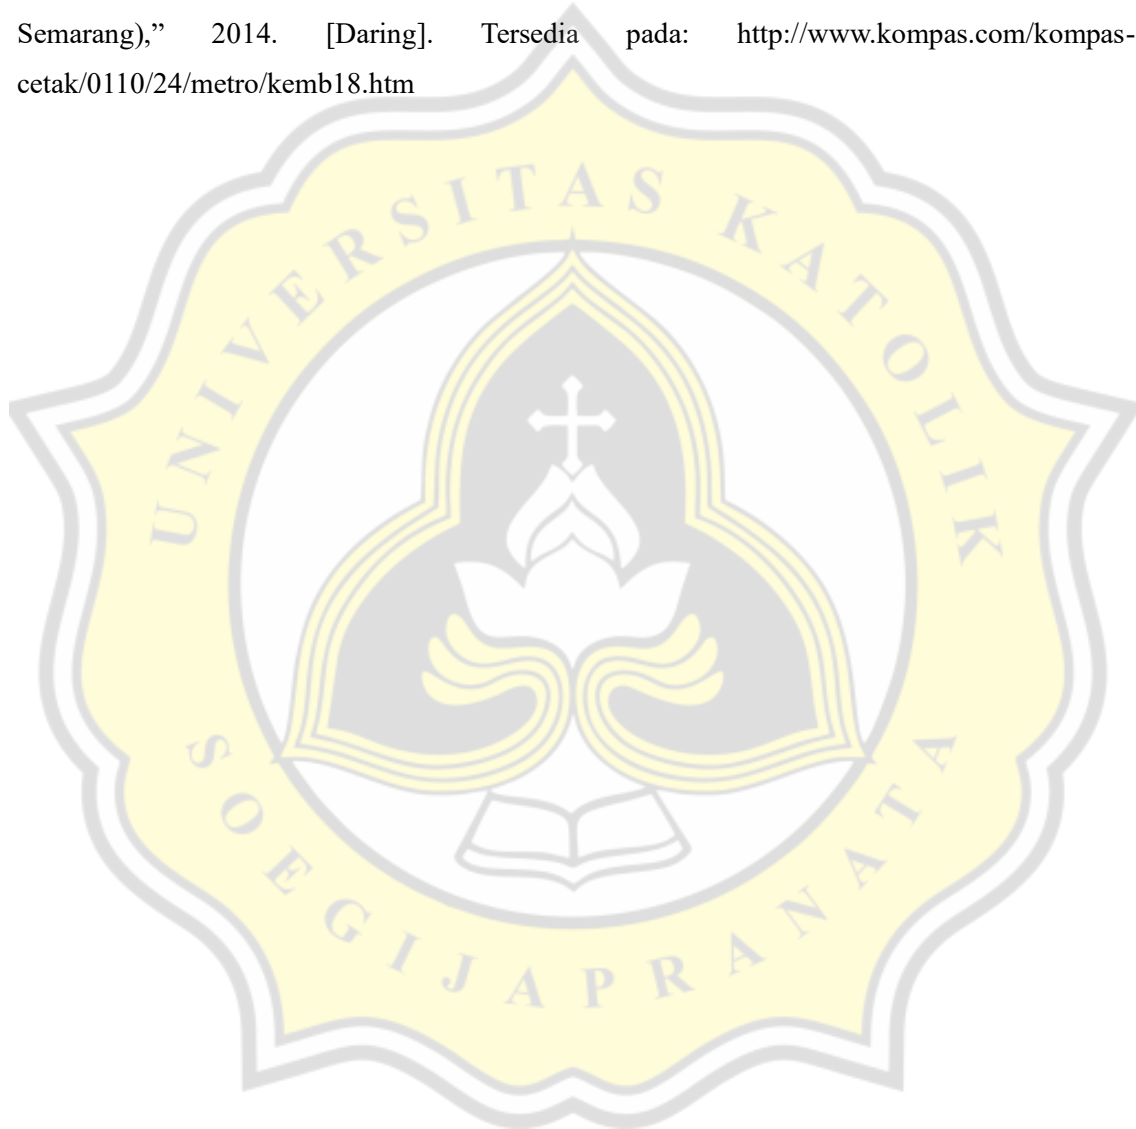 Semarang),” 2014. [Daring]. Tersedia pada: http://www.kompas.com/kompas-
cetak/0110/24/metro/kemb18.htm
UNIVERSITAS KATOLIK
SOEGIJAPRANATA